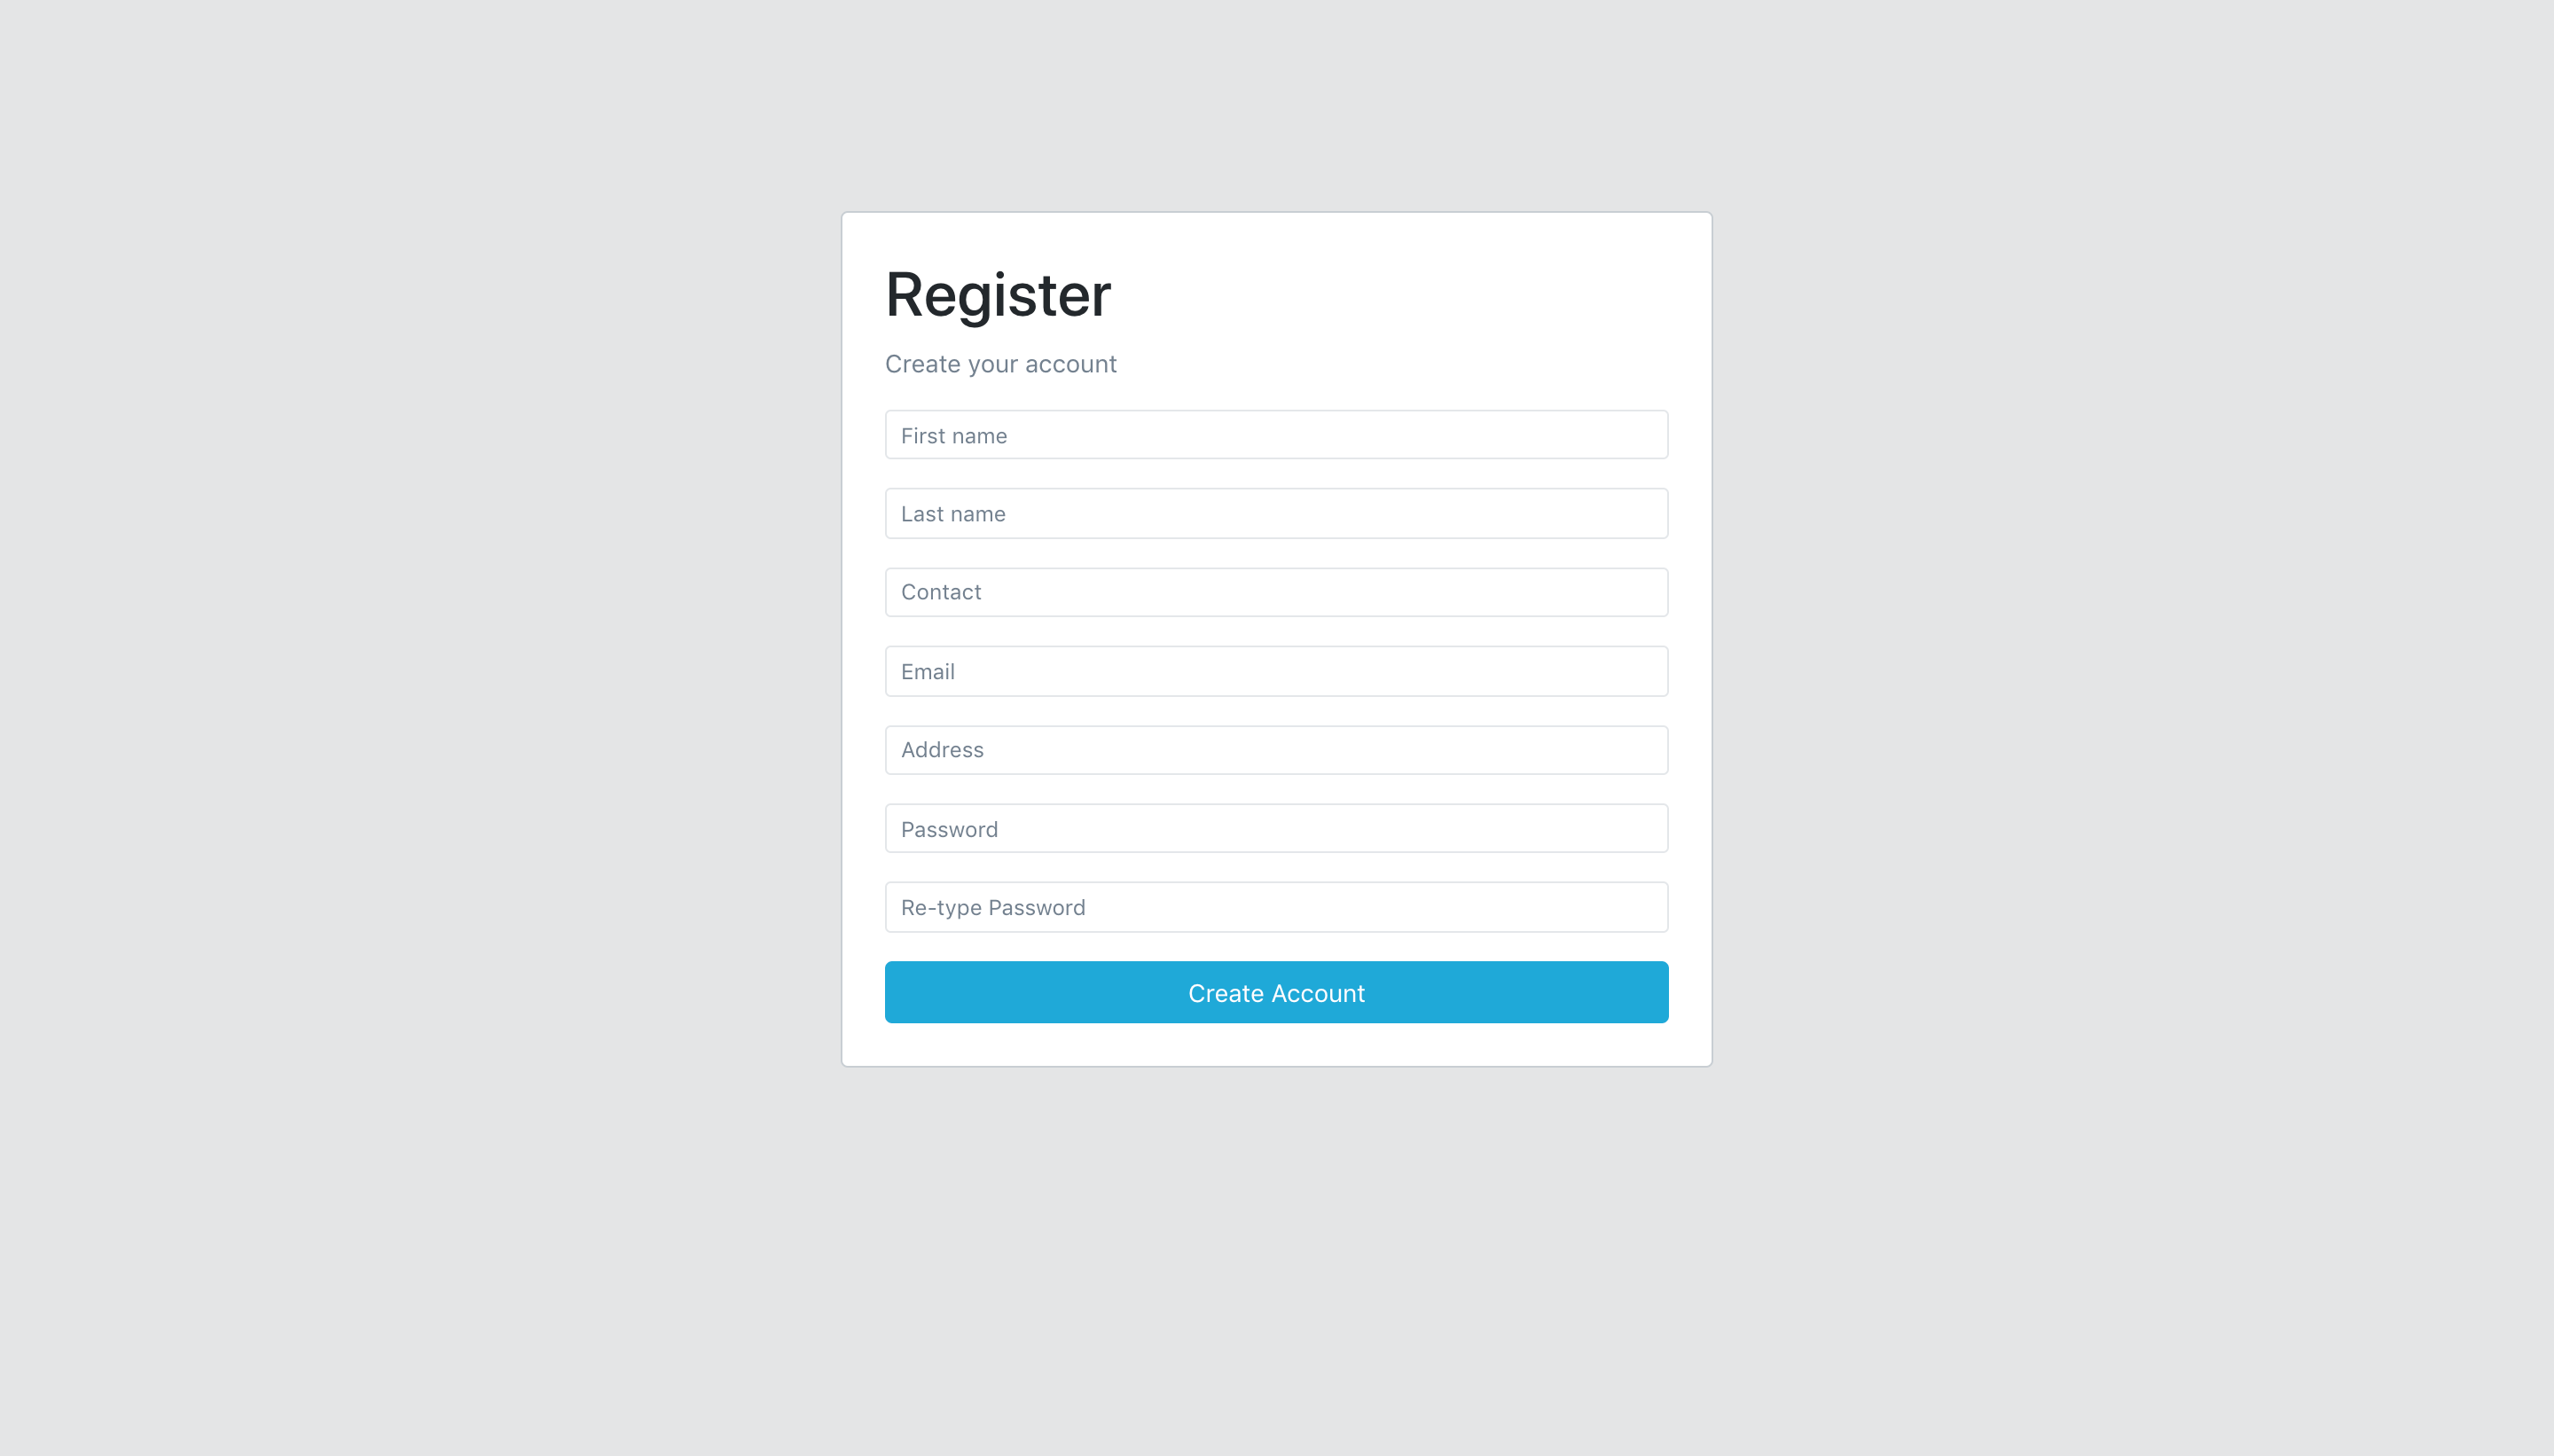 Register
Create your account
First name
Last name
Contact
Email
Address
Password
Re-type Password
Create Account